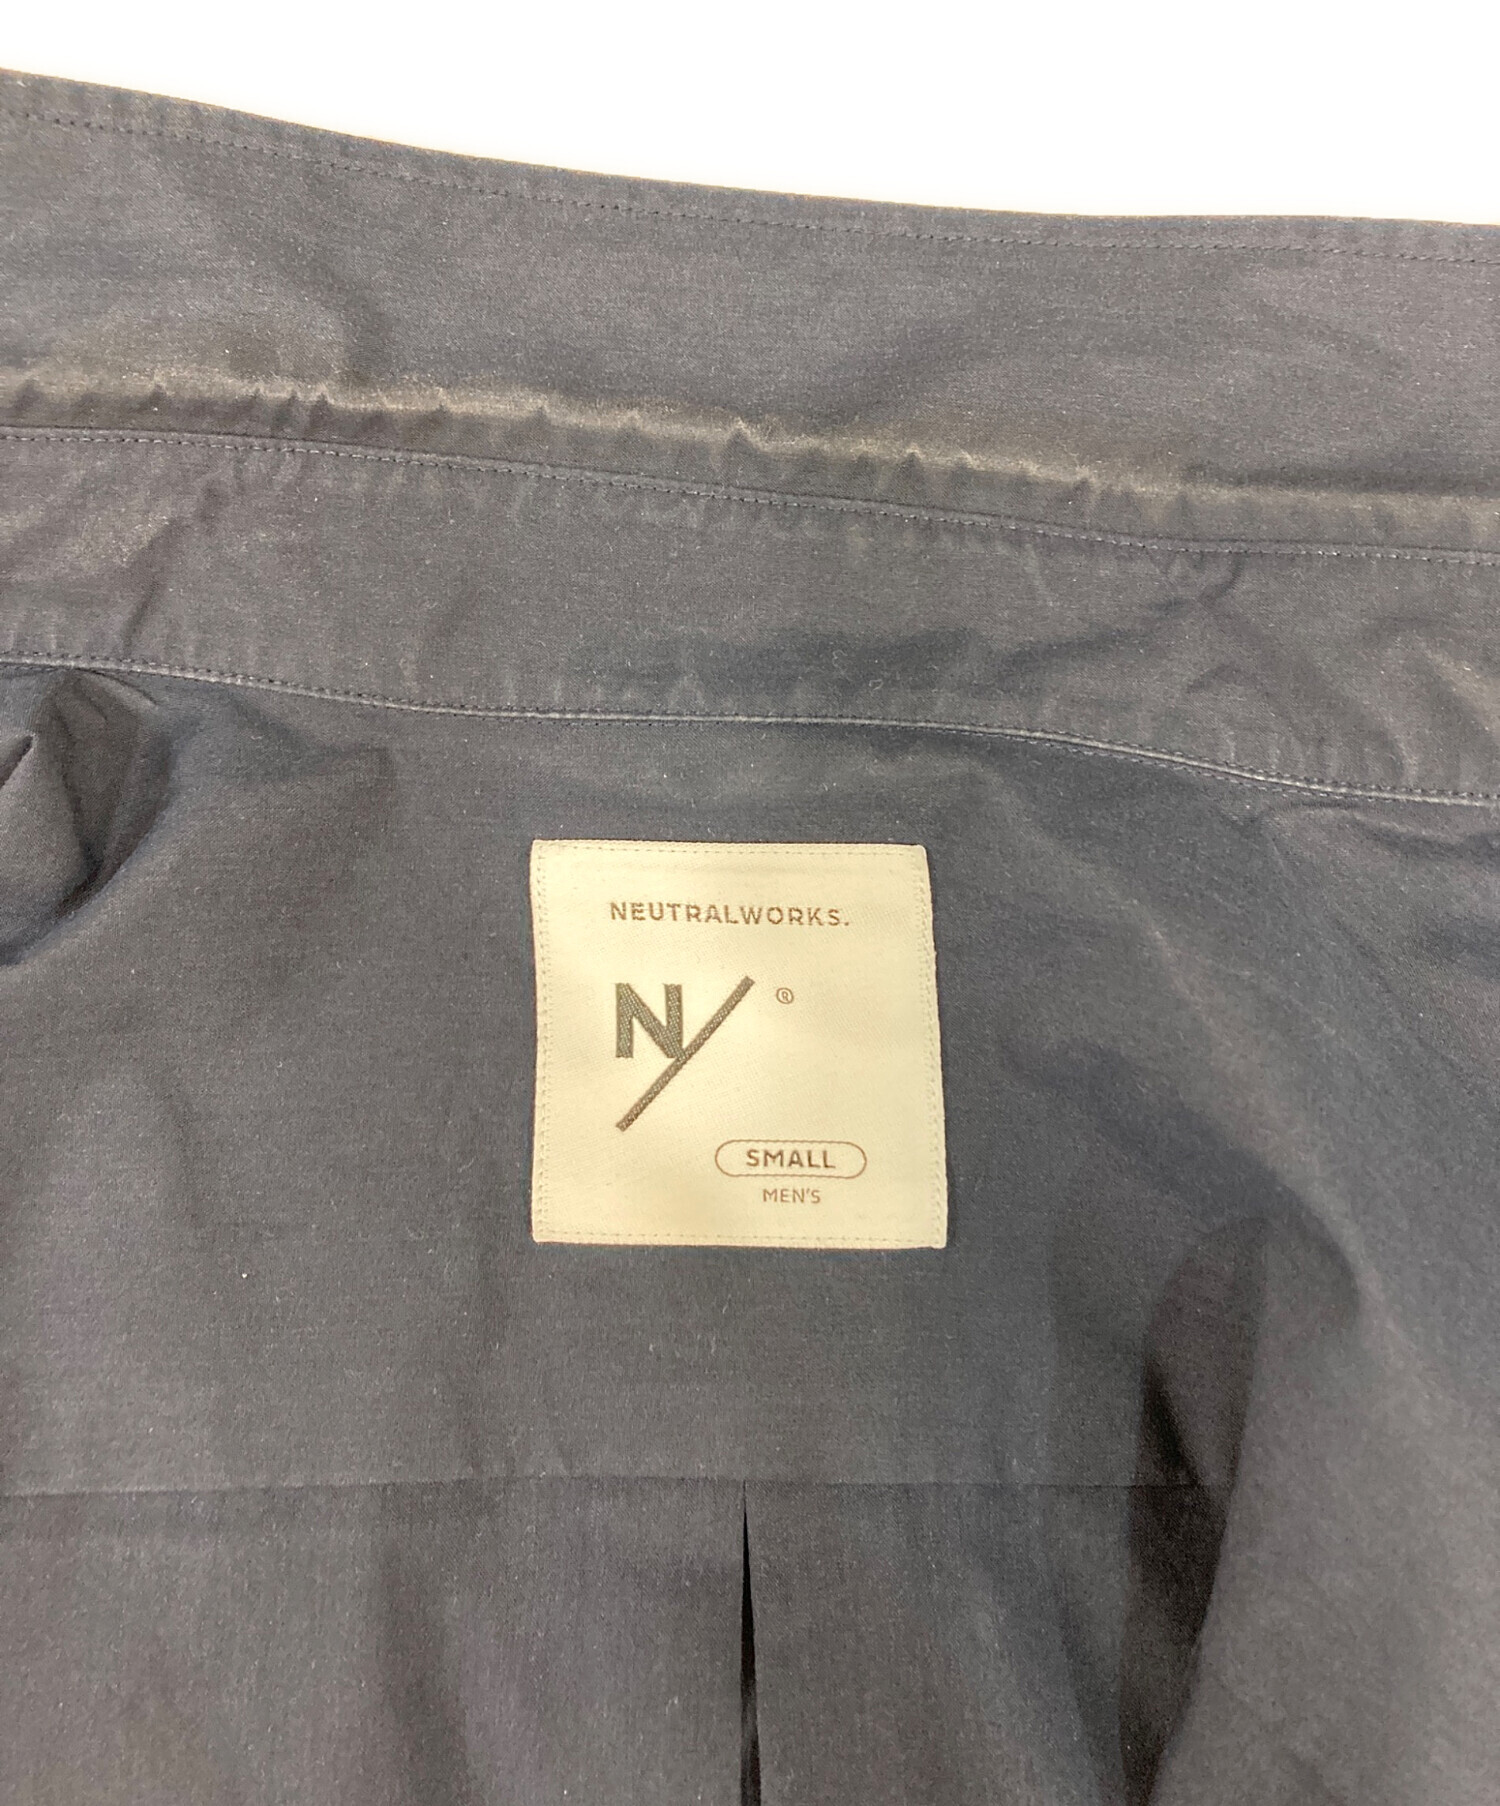 NEUTRALWORKS.
N/ ®
SMALL
MEN'S